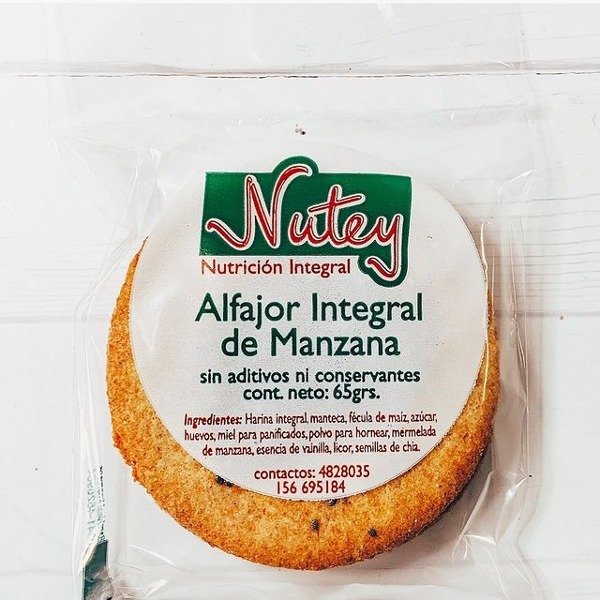 Nutey
Nutrición Integral
Alfajor Integral
de Manzana
sin aditivos ni conservantes
cont. neto: 65grs.
Ingredientes: Harina integral, manteca, fécula de maíz, azúcar,
huevos, miel para panificados, polvo para hornear, mermelada
de manzana, esencia de vainilla, licor, semillas de chia.
contactos: 4828035
156 695184